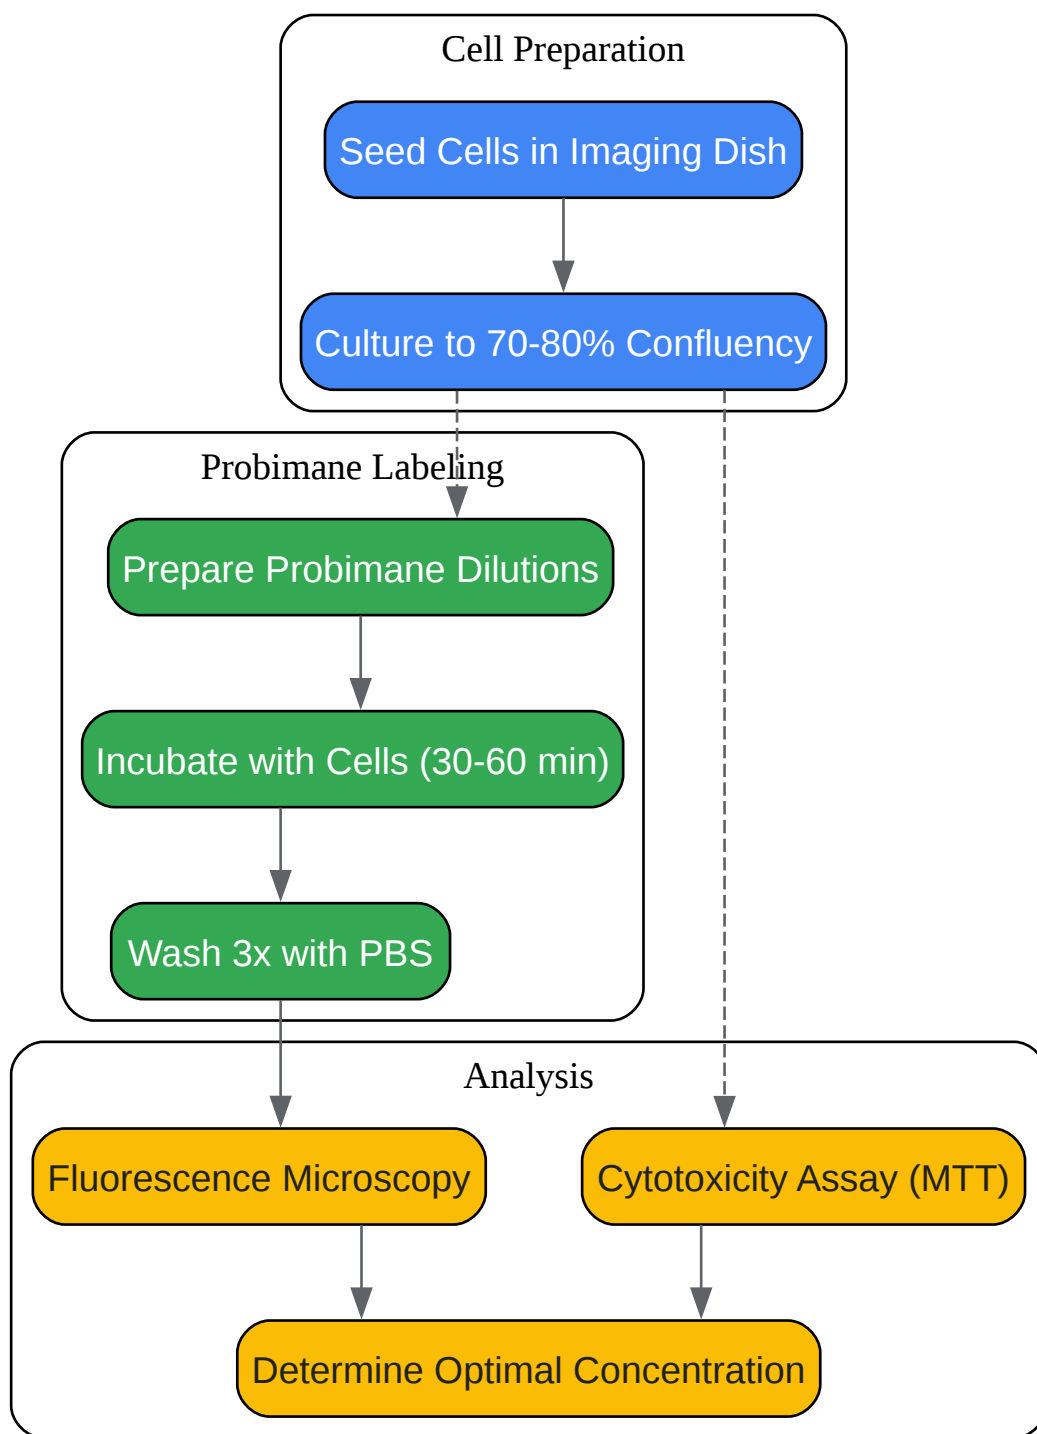 Cell Preparation
Seed Cells in Imaging Dish
Culture to 70-80% Confluency
Probimane Labeling
Prepare Probimane Dilutions
Incubate with Cells (30-60 min)
Wash 3x with PBS
Analysis
Fluorescence Microscopy
Cytotoxicity Assay (MTT)
Determine Optimal Concentration